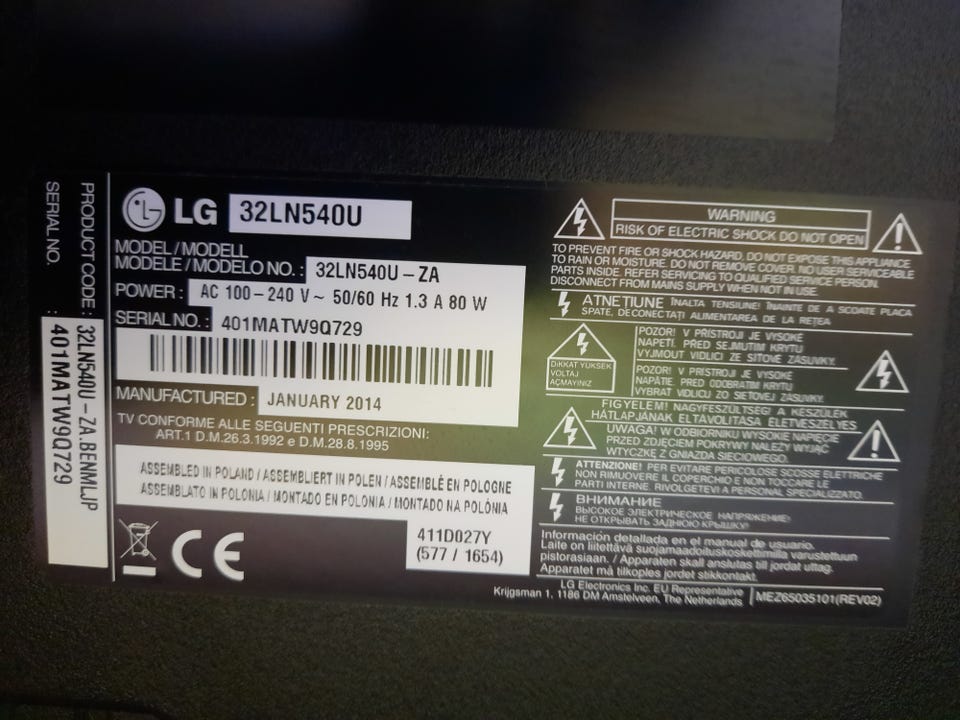 PRODUCT CODE : 32LN540U-ZA.BENMLJP
SERIAL NO. : 401MATW9Q729
LG 32LN540U
MODEL / MODELL
MODELE / MODELO NO. : 32LN540U-ZA
POWER : AC 100-240 V ~ 50/60 Hz 1.3 A 80 W
SERIAL NO. : 401MATW9Q729
MANUFACTURED : JANUARY 2014
TV CONFORME ALLE SEGUENTI PRESCRIZIONI:
ART.1 D.M.26.3.1992 e D.M.28.8.1995
ASSEMBLED IN POLAND / ASSEMBLIERT IN POLEN / ASSEMBLÉ EN POLOGNE
ASSEMBLATO IN POLONIA / MONTADO EN POLONIA / MONTADO NA POLÔNIA
411D027Y
(577 / 1654)
CE
WARNING
RISK OF ELECTRIC SHOCK DO NOT OPEN
TO PREVENT FIRE OR SHOCK HAZARD, DO NOT EXPOSE THIS APPLIANCE
TO RAIN OR MOISTURE. DO NOT REMOVE COVER. NO USER SERVICEABLE
PARTS INSIDE. REFER SERVICING TO QUALIFIED SERVICE PERSON.
DISCONNECT FROM MAINS SUPPLY WHEN NOT IN USE.
ATNEŢIUNE ÎNALTA TENSIUNE! ÎNAINTE DE A SCOATE PLACA
SPATE, DECONECTAŢI ALIMENTAREA DE LA REŢEA
DİKKAT YUKSEK
VOLTAJ
AÇMAYINIZ
POZOR! V PŘÍSTROJI JE VYSOKÉ
NAPĚTÍ. PŘED SEJMUTÍM KRYTU
VYJMOUT VIDLICI ZE SÍŤOVÉ ZÁSUVKY.
POZOR! V PRÍSTROJI JE VYSOKÉ
NAPÄTIE. PRED ODOBRATIM KRYTU
VYBRAT VIDLICU ZO SIETOVEJ ZÁSUVKY.
FIGYELEM! NAGYFESZÜLTSÉG! A KÉSZÜLÉK
HÁTLAPJÁNAK ELTÁVOLÍTÁSA ÉLETVESZÉLYES
UWAGA! W ODBIORNIKU WYSOKIE NAPIĘCIE
PRZED ZDJĘCIEM POKRYWY NALEŻY WYJĄĆ
WTYCZKĘ Z GNIAZDA SIECIOWEGO.
ATTENZIONE! PER EVITARE PERICOLOSE SCOSSE ELETTRICHE
NON RIMUOVERE IL COPERCHIO E NON TOCCARE LE
PARTI INTERNE. RIVOLGETEVI A PERSONAL SPECIALIZZATO.
ВНИМАНИЕ
ВЫСОКОЕ ЭЛЕКТРИЧЕСКОЕ НАПРЯЖЕНИЕ!
НЕ ОТКРЫВАТЬ ЗАДНЮЮ КРЫШКУ!
Información detallada en el manual de usuario.
Laite on liitettävä suojamaadoituskoskettimilla varustettuun
pistorasiaan. / Apparaten skall anslutas till jordat uttag.
Apparatet må tilkoples jordet stikkontakt.
LG Electronics Inc. EU Representative
Krijgsman 1, 1186 DM Amstelveen, The Netherlands
MEZ65035101(REV02)